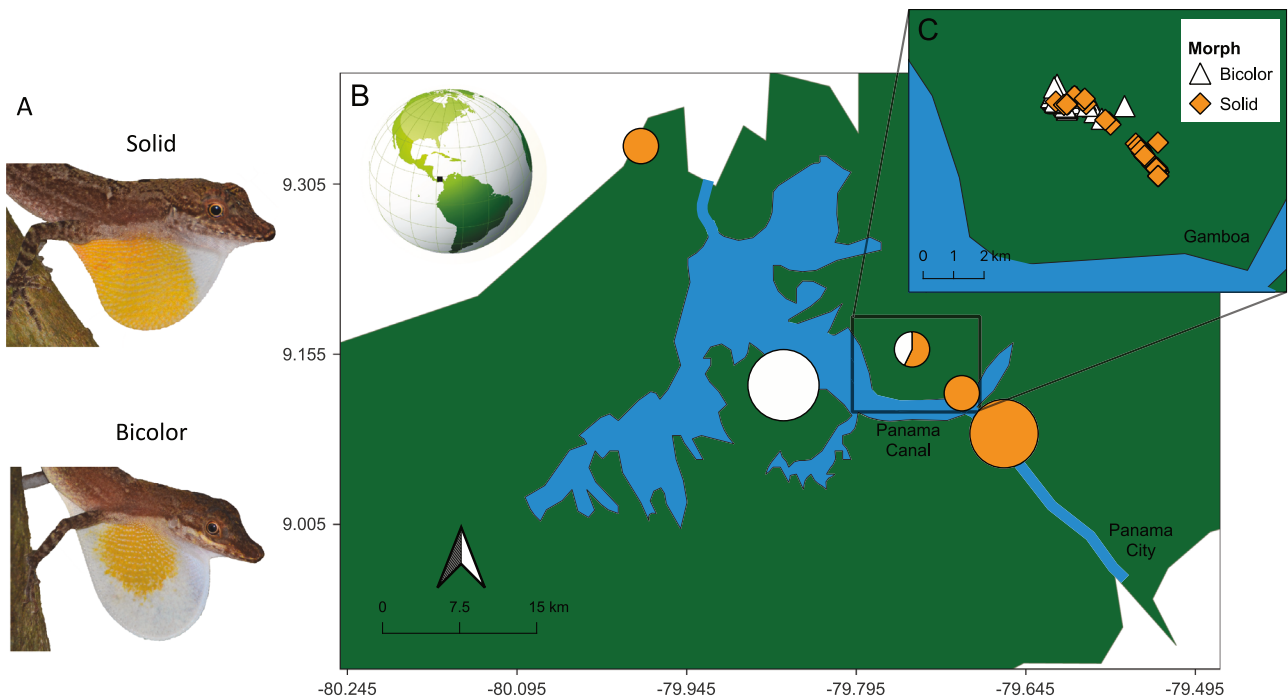 A
Solid
Bicolor
B
9.305
9.155
9.005
-80.245
-80.095
-79.945
-79.795
-79.645
-79.495
0
7.5
15 km
Panama
Canal
Panama
City
C
Morph
Bicolor
Solid
Gamboa
0
1
2 km